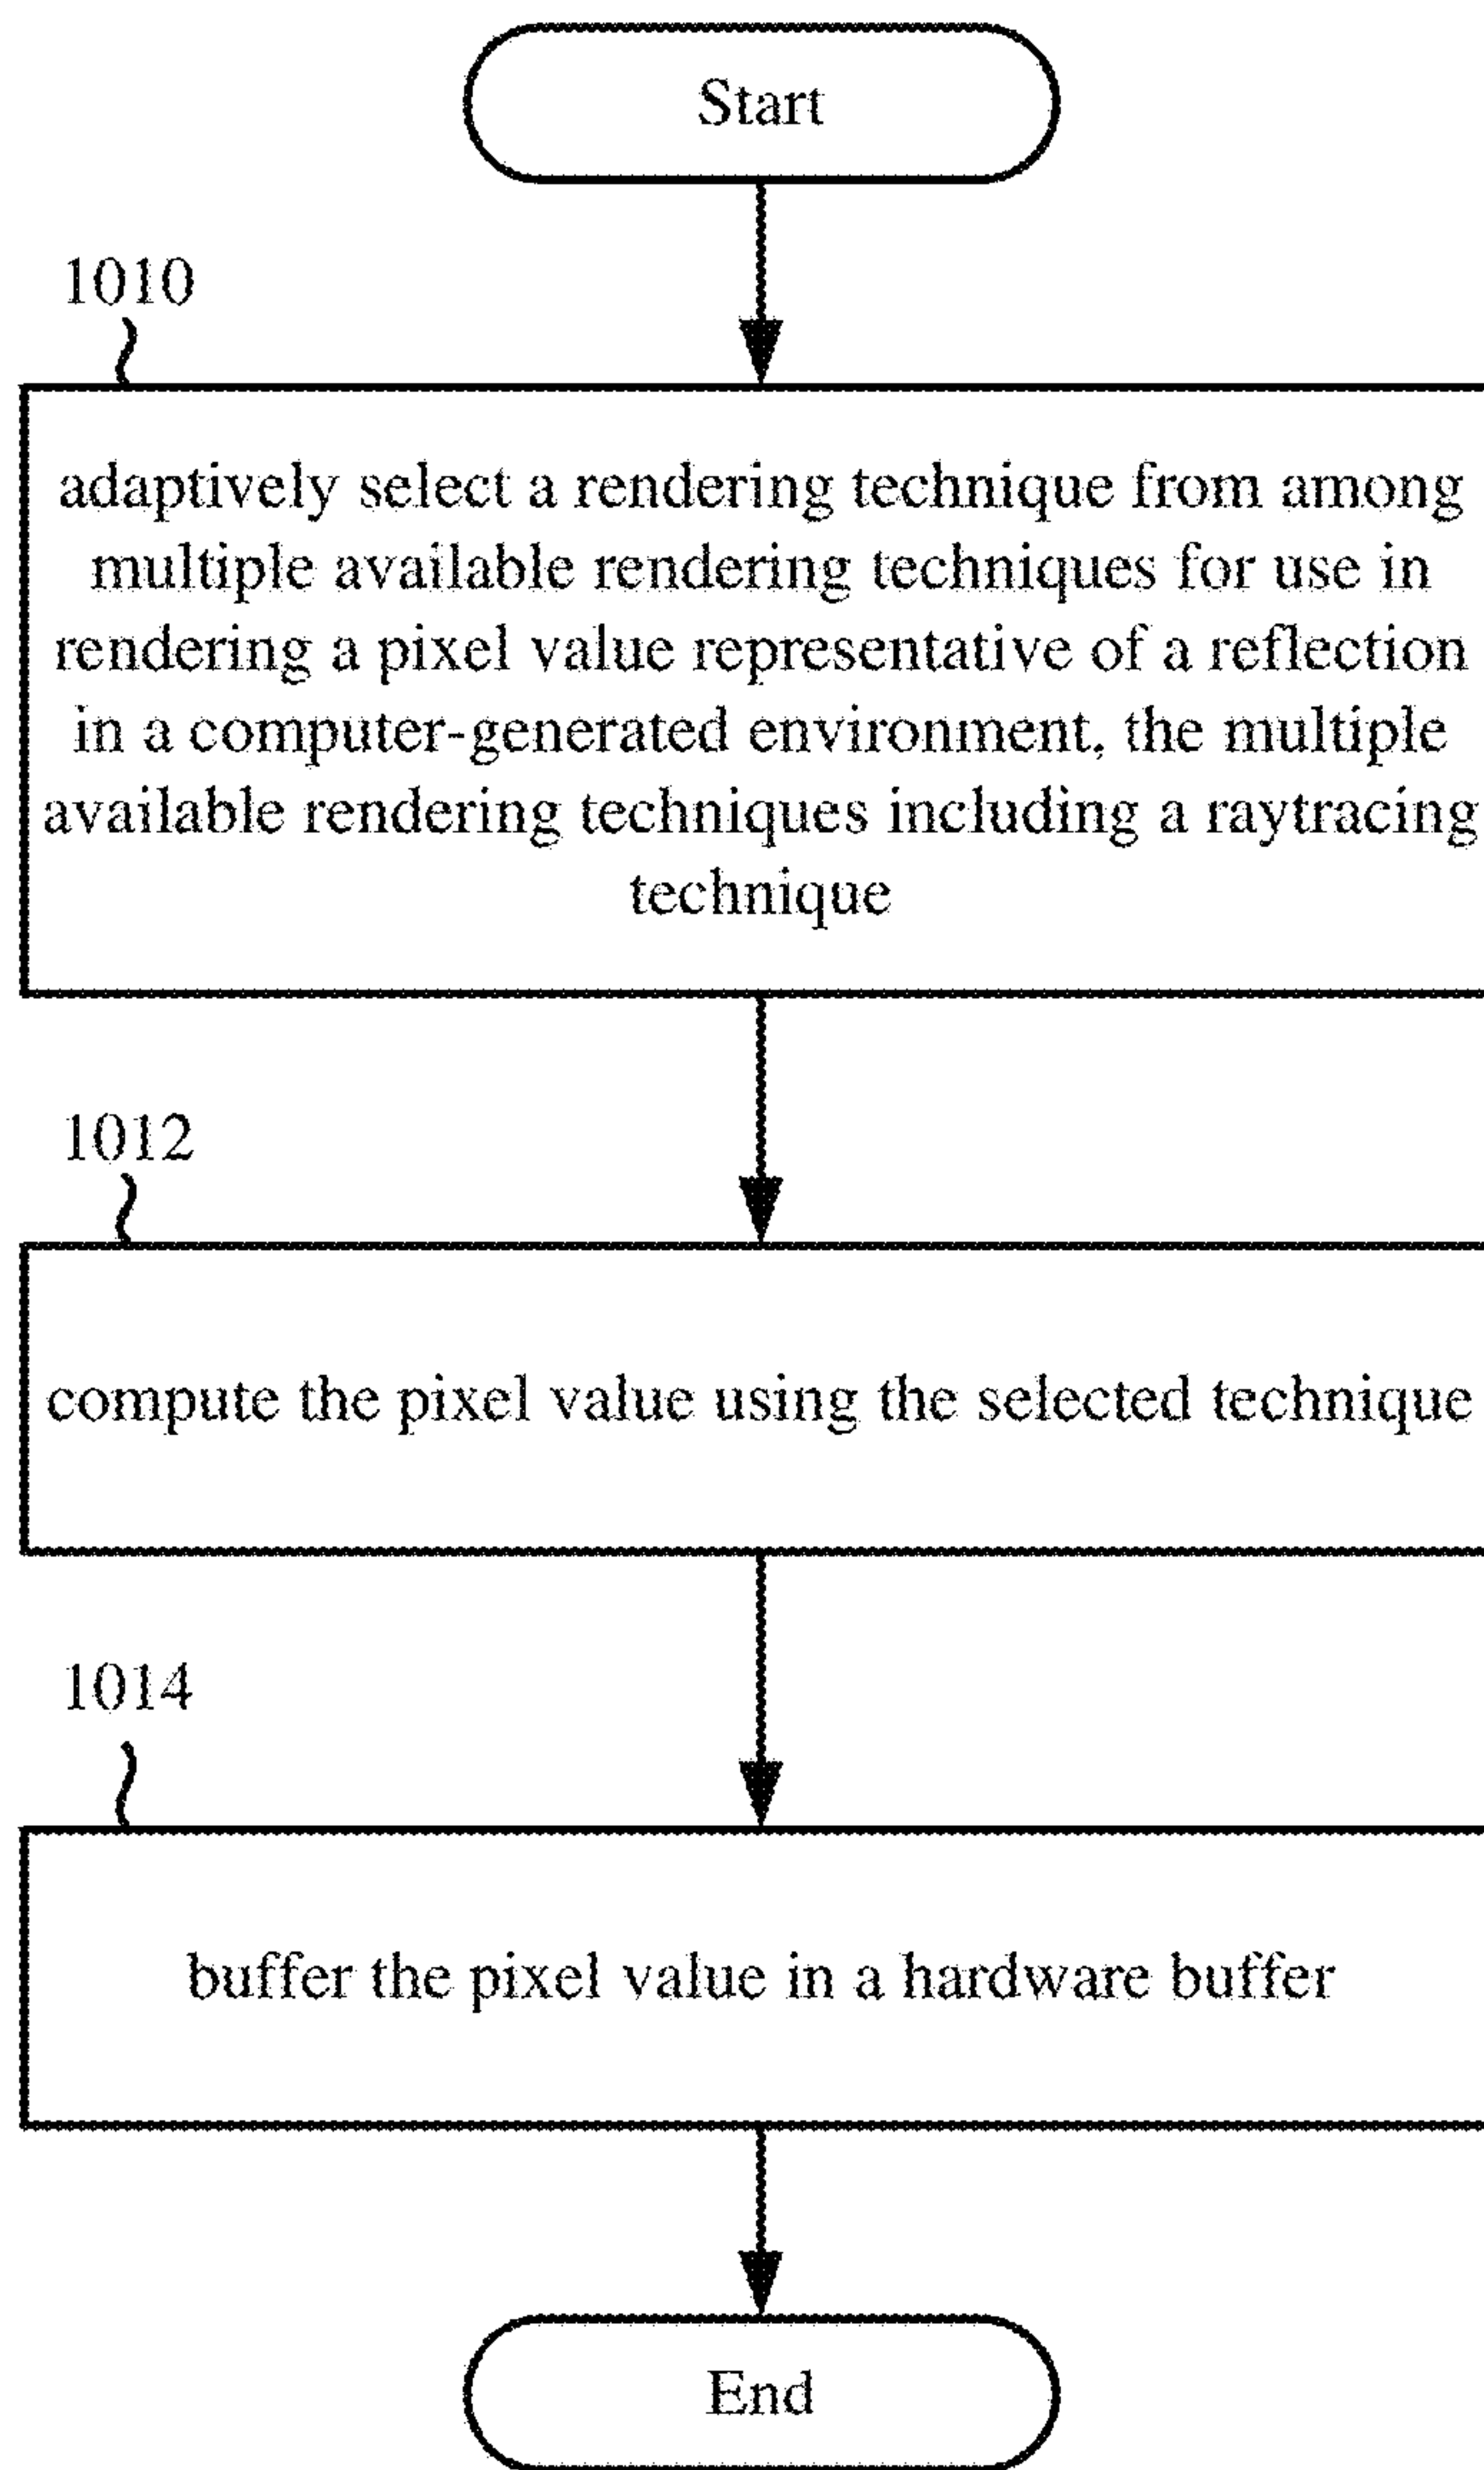 Start
1010
adaptively select a rendering technique from among
multiple available rendering techniques for use in
rendering a pixel value representative of a reflection
in a computer-generated environment, the multiple
available rendering techniques including a raytracing
technique
1012
compute the pixel value using the selected technique
1014
buffer the pixel value in a hardware buffer
End